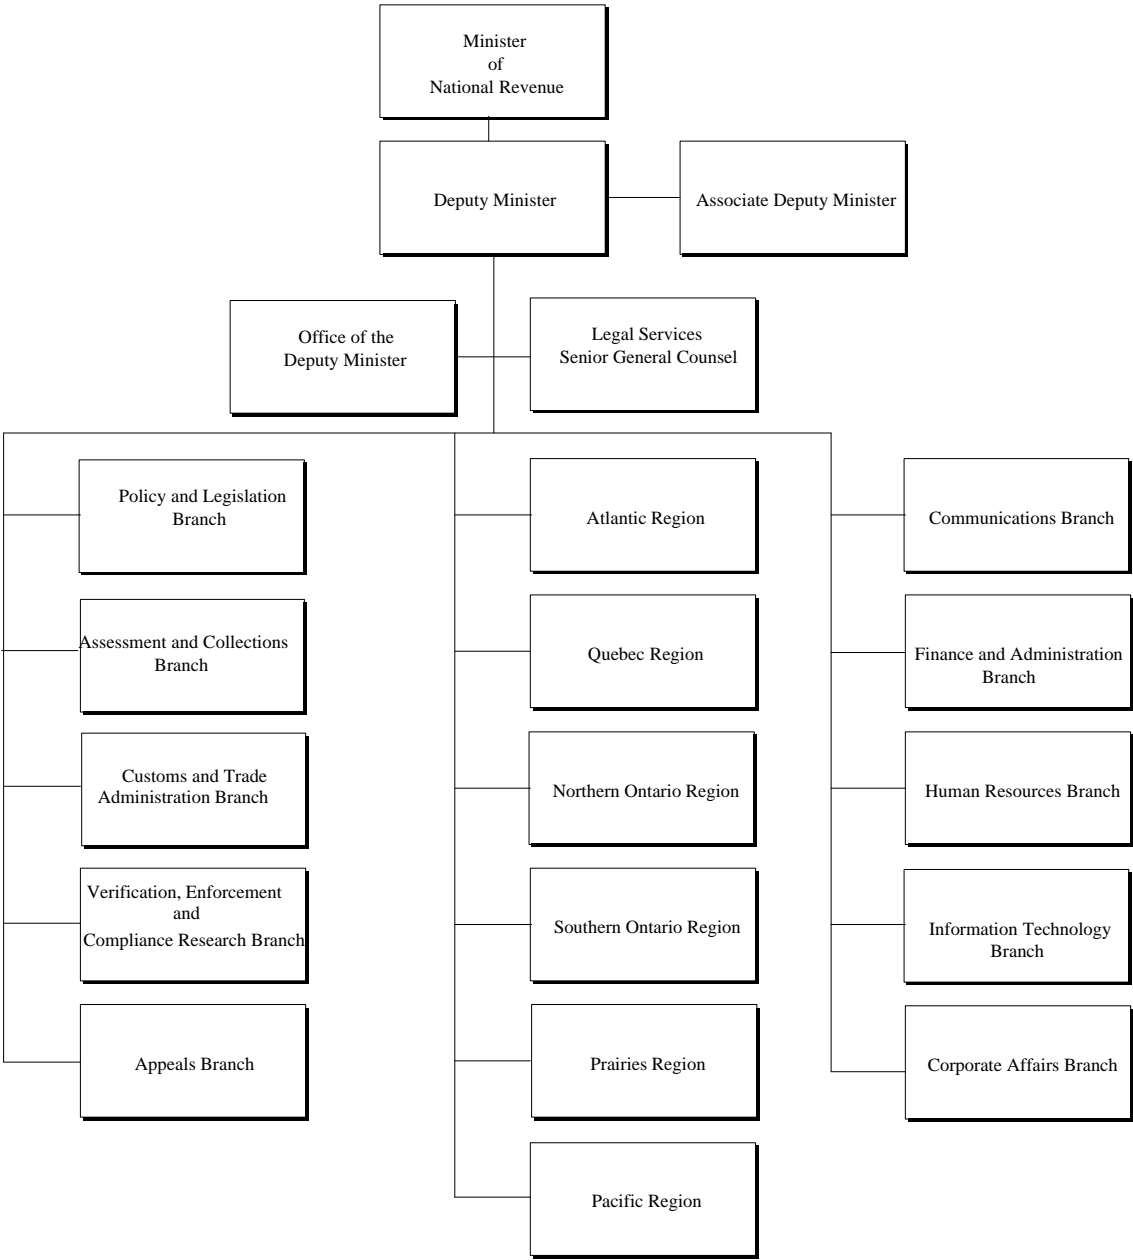 Minister
of
National Revenue
Deputy Minister
Associate Deputy Minister
Office of the
Deputy Minister
Legal Services
Senior General Counsel
Policy and Legislation
Branch
Assessment and Collections
Branch
Customs and Trade
Administration Branch
Verification, Enforcement
and
Compliance Research Branch
Appeals Branch
Atlantic Region
Quebec Region
Northern Ontario Region
Southern Ontario Region
Prairies Region
Pacific Region
Communications Branch
Finance and Administration
Branch
Human Resources Branch
Information Technology
Branch
Corporate Affairs Branch